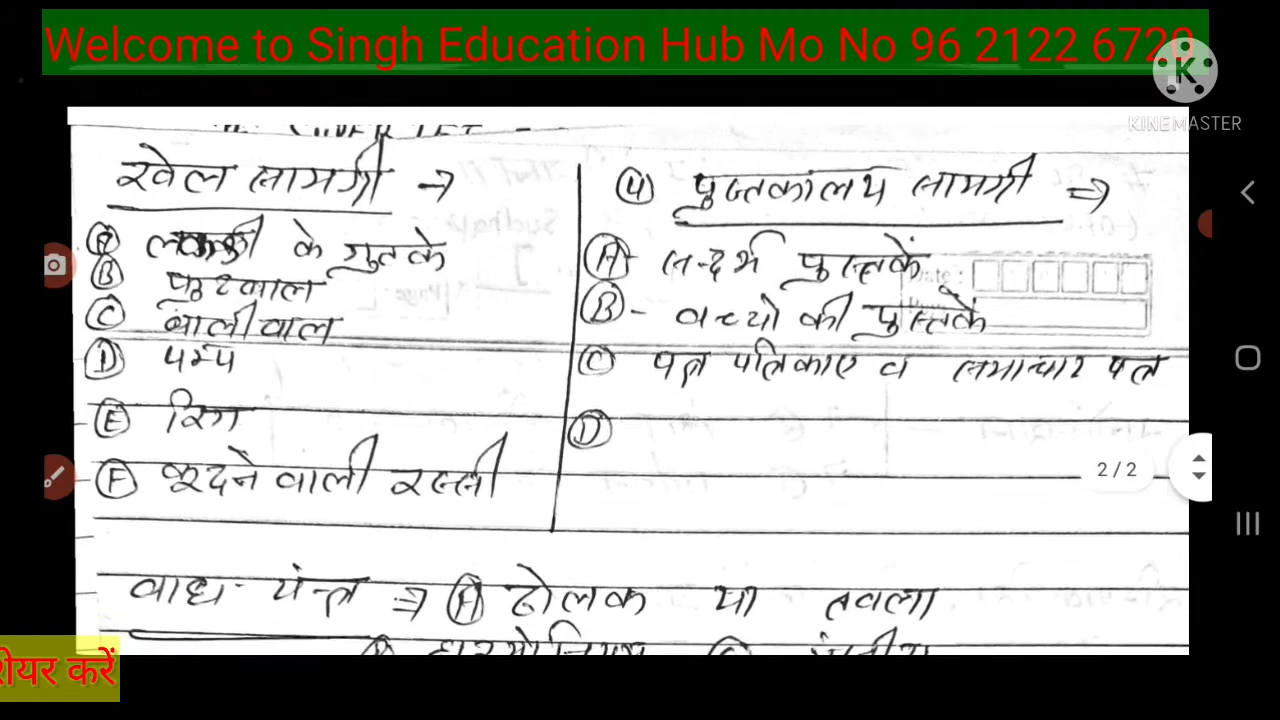 Welcome to Singh Education Hub Mo No 96 2122 6720
KINEMASTER
खेल सामग्री →
(A) लकड़ी के गुतके
(B) फुटबाल
(C) बालीवाल
(D) पम्प
(E) रिंग
(F) कूदने वाली रस्सी
(4) पुस्तकालय सामग्री ⇒
(A)- सन्दर्भ पुस्तकें
(B)- बच्चो की पुस्तकें
(C) पत्र पत्रिकाए व समाचार पत्र
(D)
2/2
वाद्य यंन्त्र ⇒ (A) ढोलक या तबला
शेयर करें